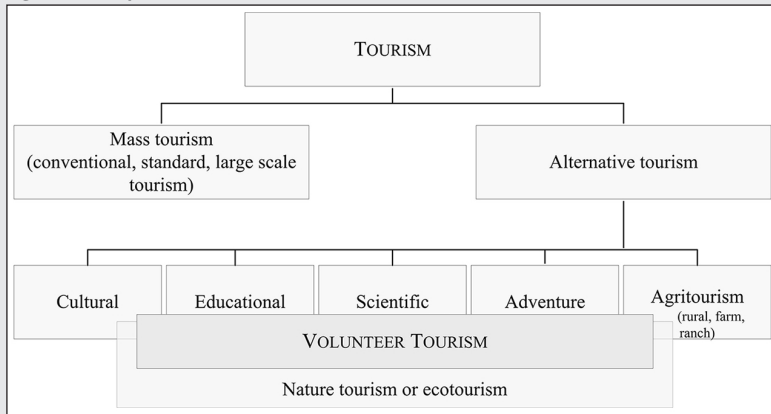 TOURISM
Mass tourism
(conventional, standard, large scale
tourism)
Alternative tourism
Cultural
Educational
Scientific
Adventure
Agritourism
(rural, farm,
ranch)
VOLUNTEER TOURISM
Nature tourism or ecotourism